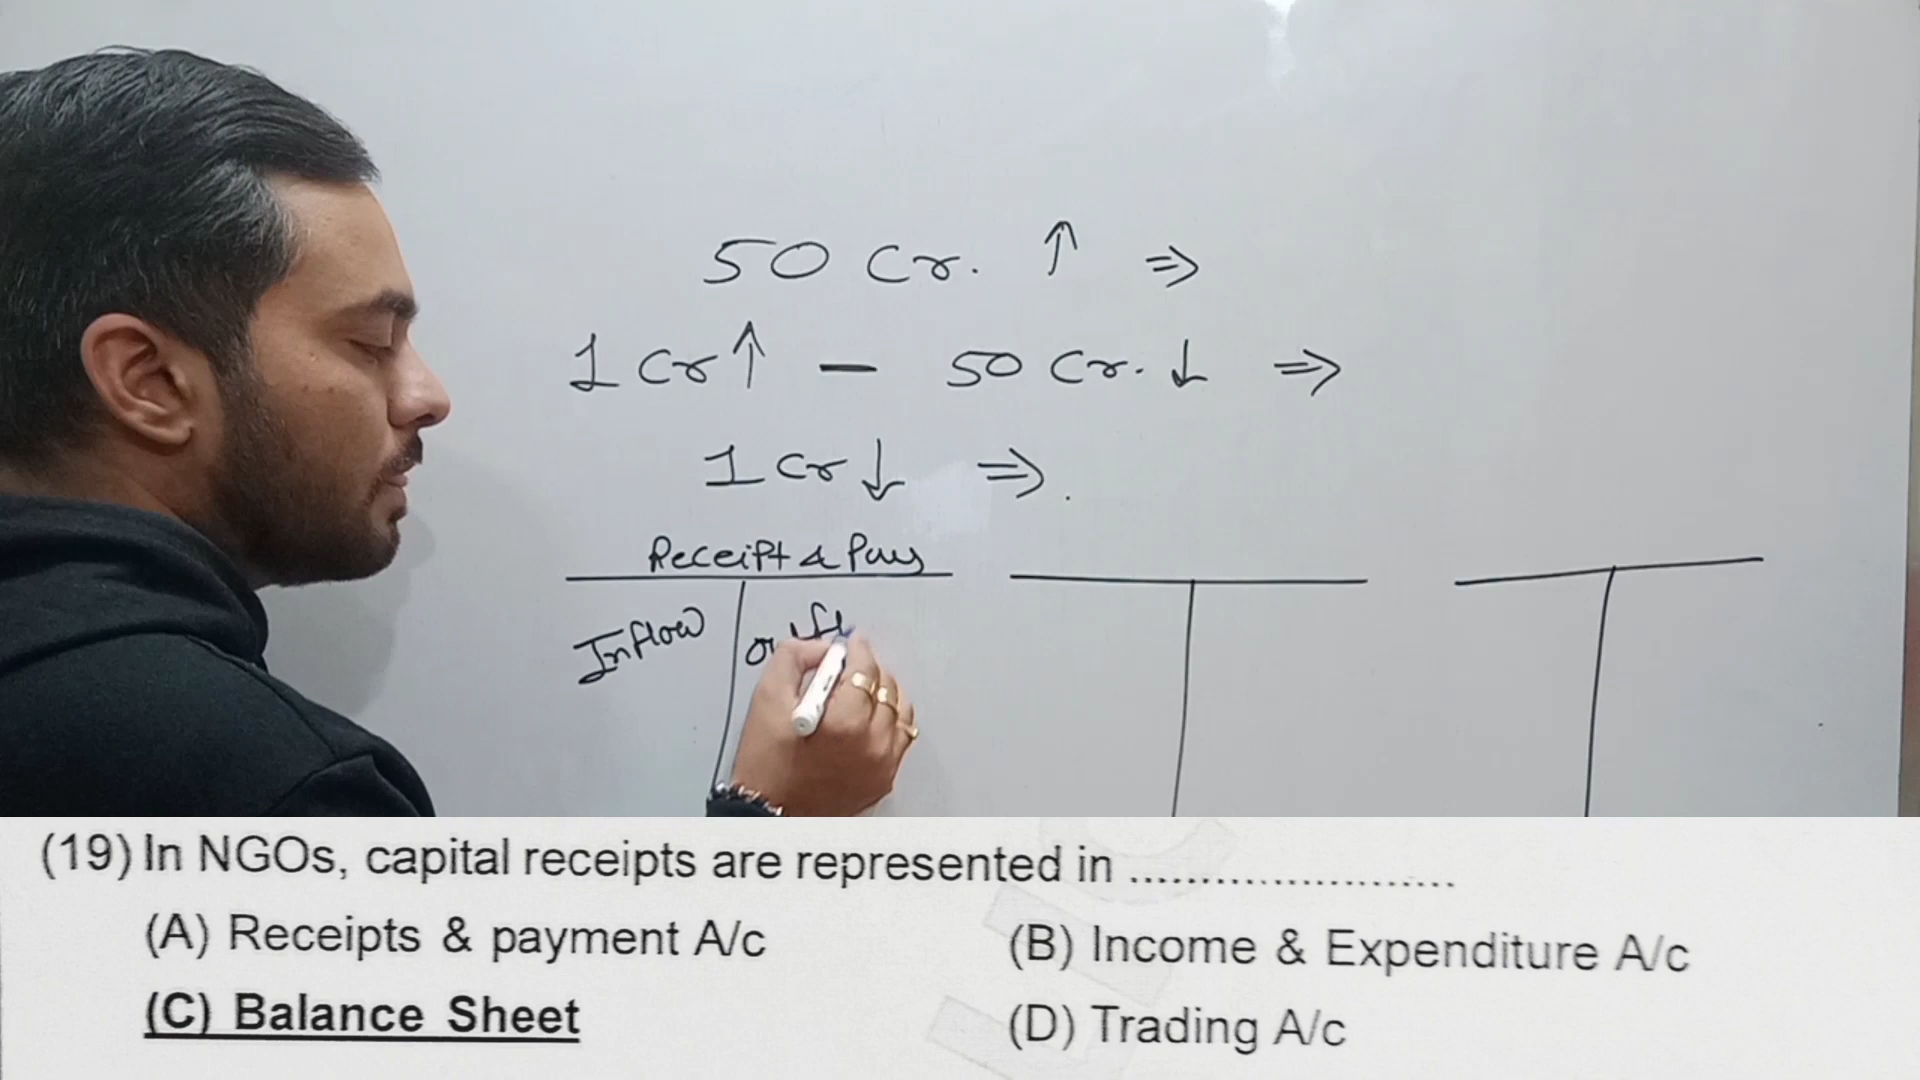 50 Cr. ↑ ⇒
1 Cr ↑ — 50 Cr. ↓ ⇒
1 Cr ↓ ⇒.
Receipt & Pay
Inflow
(19) In NGOs, capital receipts are represented in ........................
(A) Receipts & payment A/c (B) Income & Expenditure A/c
(C) Balance Sheet (D) Trading A/c